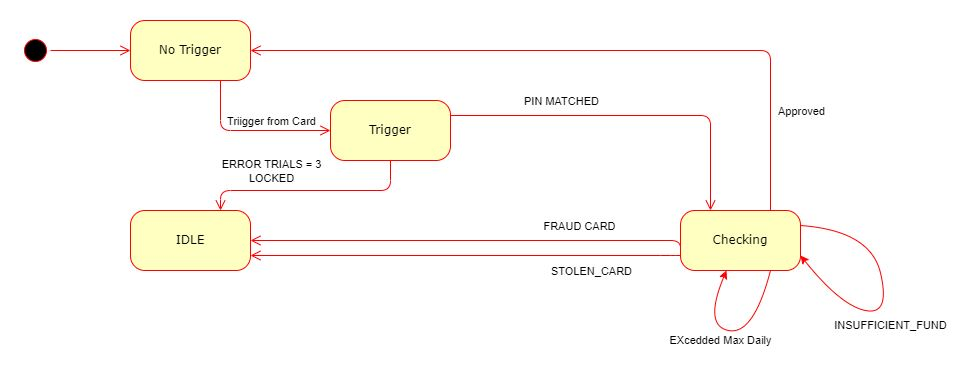 No Trigger
PIN MATCHED
Approved
Triigger from Card
Trigger
ERROR TRIALS = 3
LOCKED
FRAUD CARD
IDLE
Checking
STOLEN_CARD
INSUFFICIENT_FUND
EXcedded Max Daily